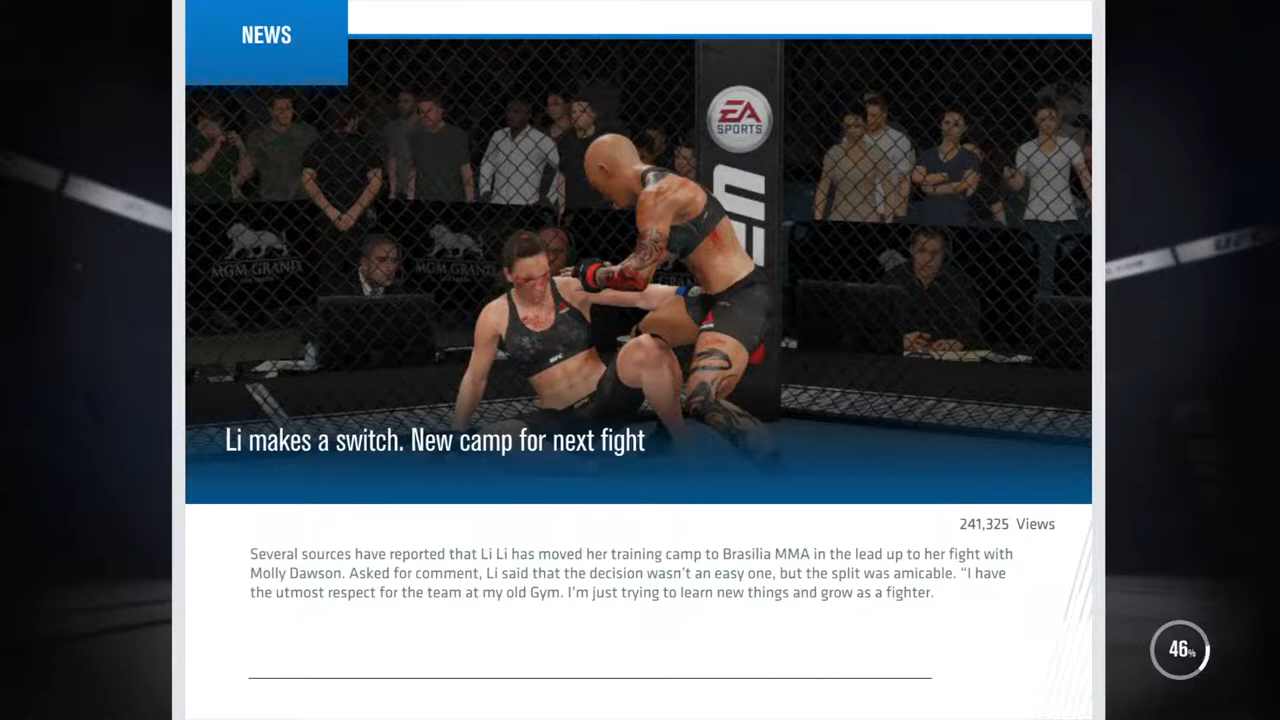 NEWS
EA
SPORTS
MGM GRAND
MGM GRAND
Li makes a switch. New camp for next fight
241,325 Views
Several sources have reported that Li Li has moved her training camp to Brasilia MMA in the lead up to her fight with
Molly Dawson. Asked for comment, Li said that the decision wasn't an easy one, but the split was amicable. “I have
the utmost respect for the team at my old Gym. I'm just trying to learn new things and grow as a fighter.
46%